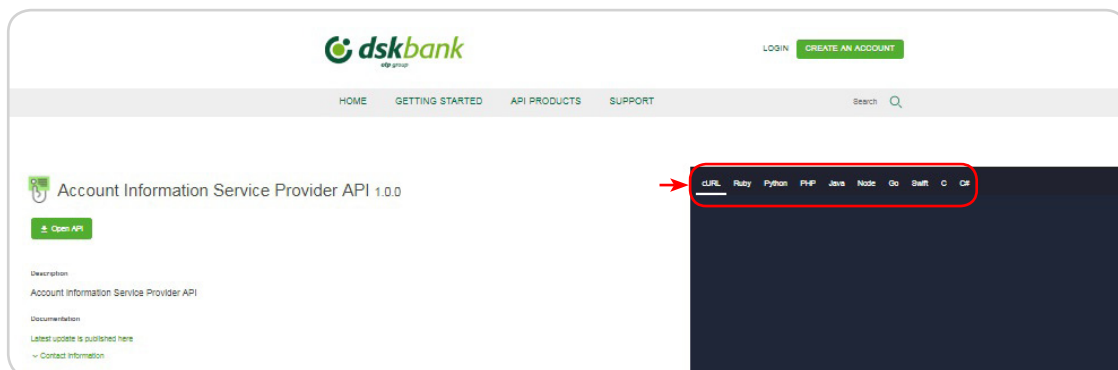 dskbank
otp group
LOGIN CREATE AN ACCOUNT
HOME GETTING STARTED API PRODUCTS SUPPORT Search
Account Information Service Provider API 1.0.0
Open API
Description
Account Information Service Provider API
Documentation
Latest update is published here
Contact Information
cURL Ruby Python PHP Java Node Go Swift C C#